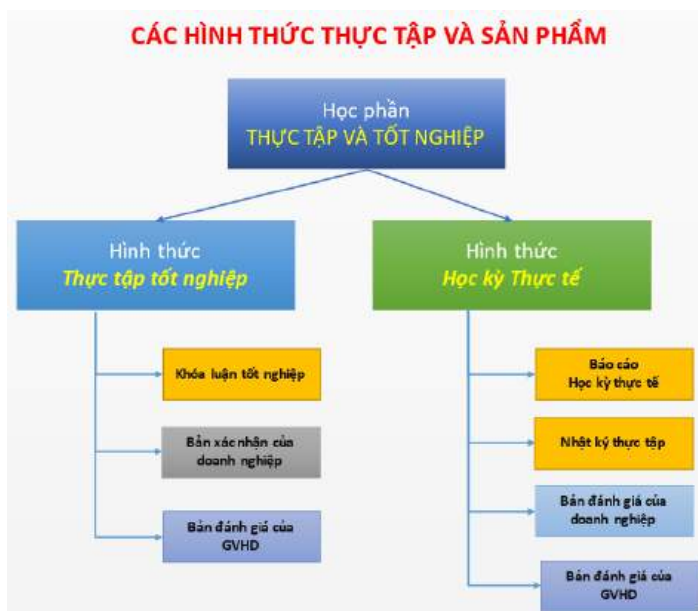 CÁC HÌNH THỨC THỰC TẬP VÀ SẢN PHẨM
Học phần
THỰC TẬP VÀ TỐT NGHIỆP
Hình thức
Thực tập tốt nghiệp
Khóa luận tốt nghiệp
Bản xác nhận của
doanh nghiệp
Bản đánh giá của
GVHD
Hình thức
Học kỳ Thực tế
Báo cáo
Học kỳ thực tế
Nhật ký thực tập
Bản đánh giá của
doanh nghiệp
Bản đánh giá của
GVHD